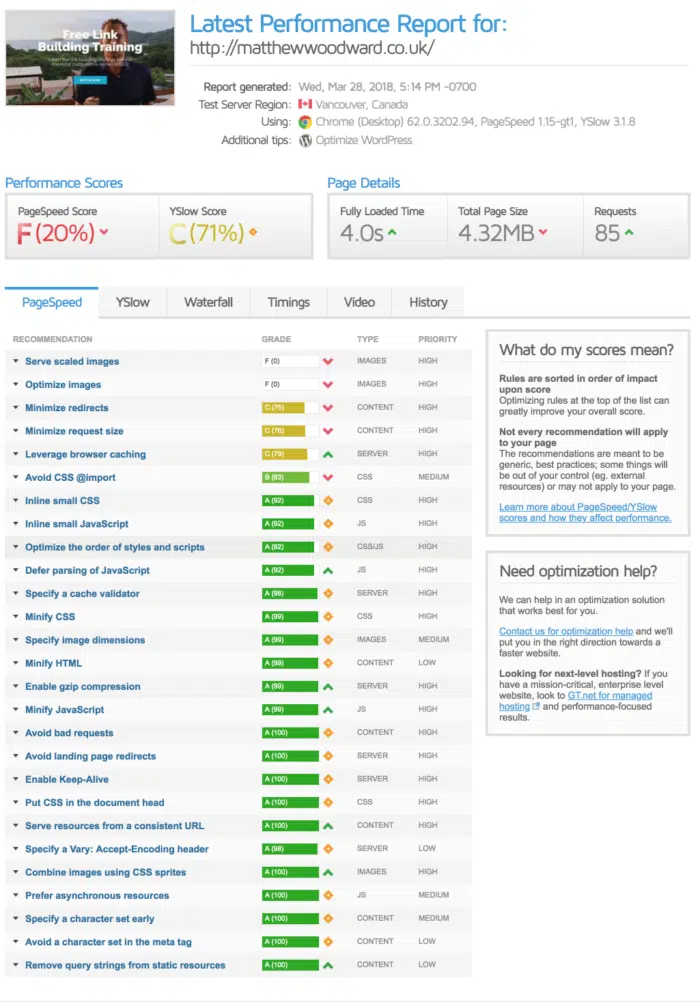 Free Link
Building Training
Latest Performance Report for:
http://matthewwoodward.co.uk/
Report generated: Wed, Mar 28, 2018, 5:14 PM -0700
Test Server Region: Vancouver, Canada
Using: Chrome (Desktop) 62.0.3202.94, PageSpeed 1.15-gt1, YSlow 3.1.8
Additional tips: Optimize WordPress
Performance Scores
PageSpeed Score
F (20%)
YSlow Score
C (71%)
Page Details
Fully Loaded Time
4.0s
Total Page Size
4.32MB
Requests
85
PageSpeed YSlow Waterfall Timings Video History
RECOMMENDATION GRADE TYPE PRIORITY
Serve scaled images F (0) IMAGES HIGH
Optimize images F (0) IMAGES HIGH
Minimize redirects C (75) CONTENT HIGH
Minimize request size C (76) CONTENT HIGH
Leverage browser caching C (79) SERVER HIGH
Avoid CSS @import B (83) CSS MEDIUM
Inline small CSS A (92) CSS HIGH
Inline small JavaScript A (92) JS HIGH
Optimize the order of styles and scripts A (92) CSS/JS HIGH
Defer parsing of JavaScript A (92) JS HIGH
Specify a cache validator A (98) SERVER HIGH
Minify CSS A (99) CSS HIGH
Specify image dimensions A (99) IMAGES MEDIUM
Minify HTML A (99) CONTENT LOW
Enable gzip compression A (99) SERVER HIGH
Minify JavaScript A (99) JS HIGH
Avoid bad requests A (100) CONTENT HIGH
Avoid landing page redirects A (100) SERVER HIGH
Enable Keep-Alive A (100) SERVER HIGH
Put CSS in the document head A (100) CSS HIGH
Serve resources from a consistent URL A (100) CONTENT HIGH
Specify a Vary: Accept-Encoding header A (98) SERVER LOW
Combine images using CSS sprites A (100) IMAGES HIGH
Prefer asynchronous resources A (100) JS MEDIUM
Specify a character set early A (100) CONTENT MEDIUM
Avoid a character set in the meta tag A (100) CONTENT LOW
Remove query strings from static resources A (100) CONTENT LOW
What do my scores mean?
Rules are sorted in order of impact
upon score
Optimizing rules at the top of the list can
greatly improve your overall score.
Not every recommendation will apply
to your page
The recommendations are meant to be
generic, best practices; some things will
be out of your control (eg. external
resources) or may not apply to your page.
Learn more about PageSpeed/YSlow
scores and how they affect performance.
Need optimization help?
We can help in an optimization solution
that works best for you.
Contact us for optimization help and we'll
put you in the right direction towards a
faster website.
Looking for next-level hosting? If you
have a mission-critical, enterprise level
website, look to GT.net for managed
hosting and performance-focused
results.